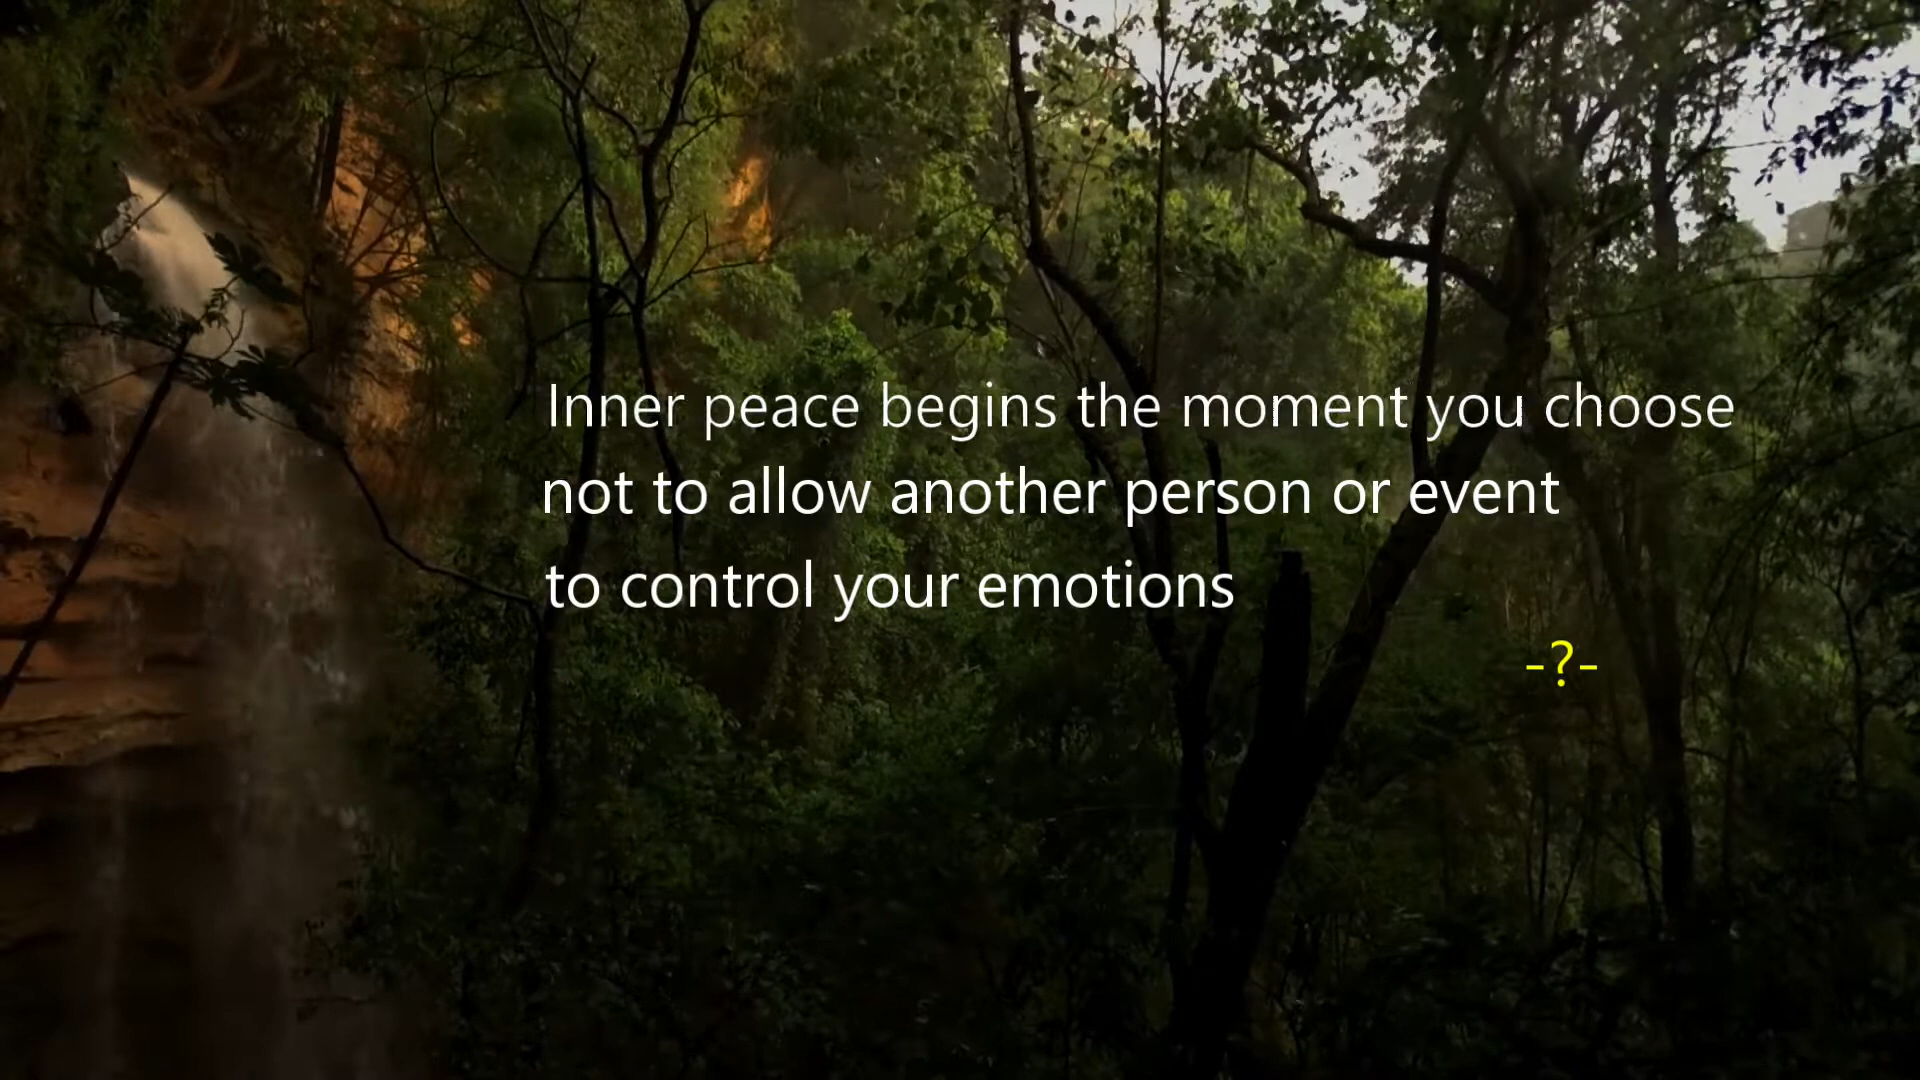 Inner peace begins the moment you choose
not to allow another person or event
to control your emotions
-?-